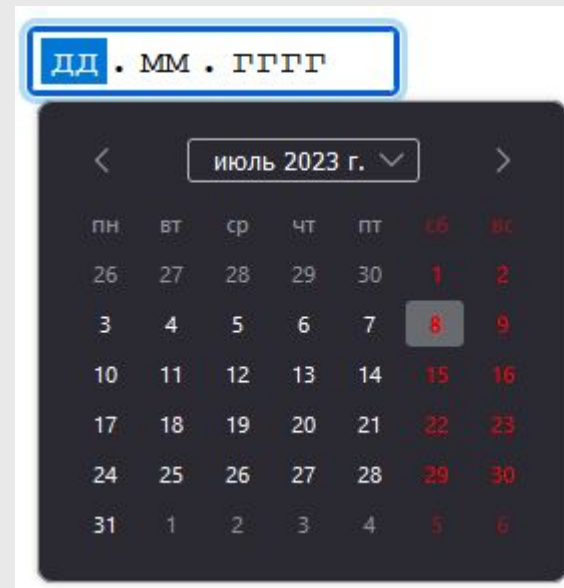 дд . мм . гггг
июль 2023 г.
пн вт ср чт пт сб вс
26 27 28 29 30 1 2
3 4 5 6 7 8 9
10 11 12 13 14 15 16
17 18 19 20 21 22 23
24 25 26 27 28 29 30
31 1 2 3 4 5 6